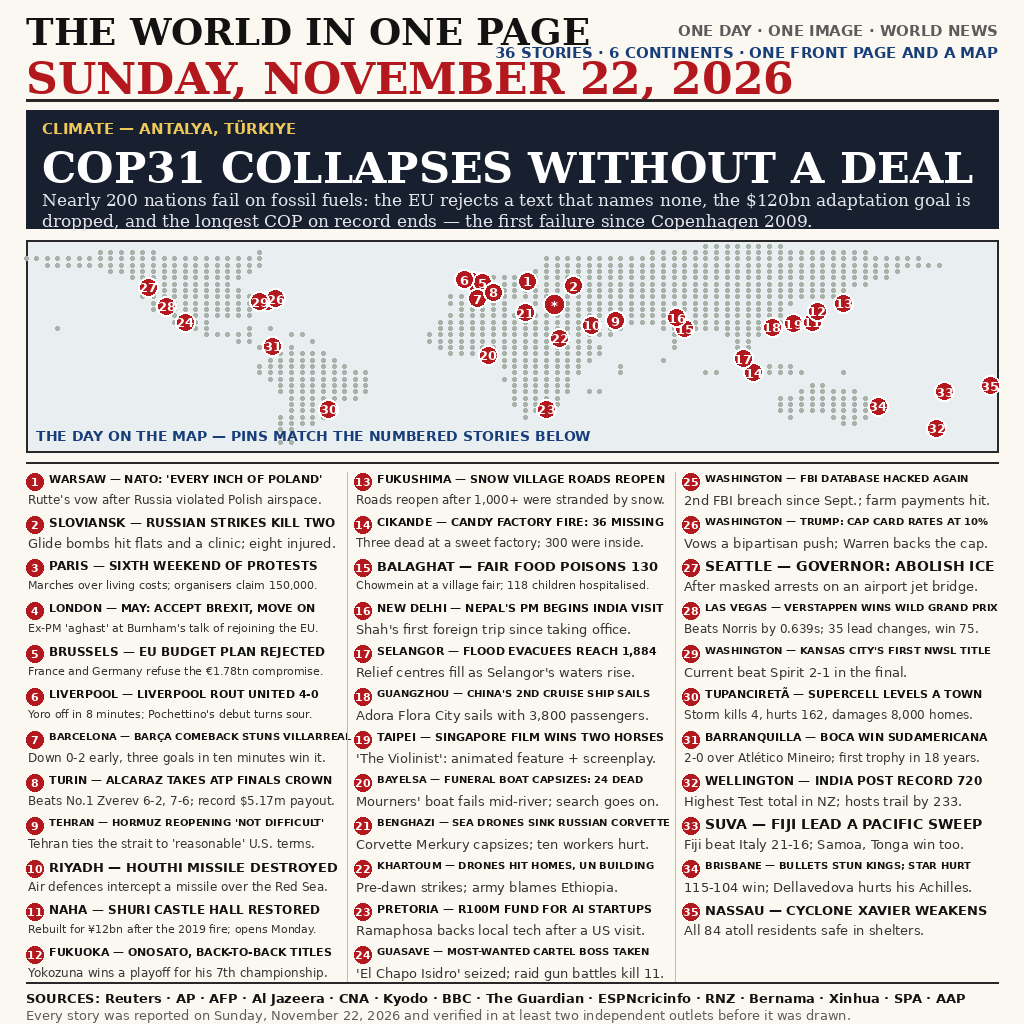 THE WORLD IN ONE PAGE
ONE DAY · ONE IMAGE · WORLD NEWS
36 STORIES · 6 CONTINENTS · ONE FRONT PAGE AND A MAP
SUNDAY, NOVEMBER 22, 2026
CLIMATE — ANTALYA, TÜRKIYE
COP31 COLLAPSES WITHOUT A DEAL
Nearly 200 nations fail on fossil fuels: the EU rejects a text that names none, the $120bn adaptation goal is
dropped, and the longest COP on record ends — the first failure since Copenhagen 2009.
THE DAY ON THE MAP — PINS MATCH THE NUMBERED STORIES BELOW
1 WARSAW — NATO: 'EVERY INCH OF POLAND'
Rutte's vow after Russia violated Polish airspace.
2 SLOVIANSK — RUSSIAN STRIKES KILL TWO
Glide bombs hit flats and a clinic; eight injured.
3 PARIS — SIXTH WEEKEND OF PROTESTS
Marches over living costs; organisers claim 150,000.
4 LONDON — MAY: ACCEPT BREXIT, MOVE ON
Ex-PM 'aghast' at Burnham's talk of rejoining the EU.
5 BRUSSELS — EU BUDGET PLAN REJECTED
France and Germany refuse the €1.78tn compromise.
6 LIVERPOOL — LIVERPOOL ROUT UNITED 4-0
Yoro off in 8 minutes; Pochettino's debut turns sour.
7 BARCELONA — BARÇA COMEBACK STUNS VILLARREAL
Down 0-2 early, three goals in ten minutes win it.
8 TURIN — ALCARAZ TAKES ATP FINALS CROWN
Beats No.1 Zverev 6-2, 7-6; record $5.17m payout.
9 TEHRAN — HORMUZ REOPENING 'NOT DIFFICULT'
Tehran ties the strait to 'reasonable' U.S. terms.
10 RIYADH — HOUTHI MISSILE DESTROYED
Air defences intercept a missile over the Red Sea.
11 NAHA — SHURI CASTLE HALL RESTORED
Rebuilt for ¥12bn after the 2019 fire; opens Monday.
12 FUKUOKA — ONOSATO, BACK-TO-BACK TITLES
Yokozuna wins a playoff for his 7th championship.
13 FUKUSHIMA — SNOW VILLAGE ROADS REOPEN
Roads reopen after 1,000+ were stranded by snow.
14 CIKANDE — CANDY FACTORY FIRE: 36 MISSING
Three dead at a sweet factory; 300 were inside.
15 BALAGHAT — FAIR FOOD POISONS 130
Chowmein at a village fair; 118 children hospitalised.
16 NEW DELHI — NEPAL'S PM BEGINS INDIA VISIT
Shah's first foreign trip since taking office.
17 SELANGOR — FLOOD EVACUEES REACH 1,884
Relief centres fill as Selangor's waters rise.
18 GUANGZHOU — CHINA'S 2ND CRUISE SHIP SAILS
Adora Flora City sails with 3,800 passengers.
19 TAIPEI — SINGAPORE FILM WINS TWO HORSES
'The Violinist': animated feature + screenplay.
20 BAYELSA — FUNERAL BOAT CAPSIZES: 24 DEAD
Mourners' boat fails mid-river; search goes on.
21 BENGHAZI — SEA DRONES SINK RUSSIAN CORVETTE
Corvette Merkury capsizes; ten workers hurt.
22 KHARTOUM — DRONES HIT HOMES, UN BUILDING
Pre-dawn strikes; army blames Ethiopia.
23 PRETORIA — R100M FUND FOR AI STARTUPS
Ramaphosa backs local tech after a US visit.
24 GUASAVE — MOST-WANTED CARTEL BOSS TAKEN
'El Chapo Isidro' seized; raid gun battles kill 11.
25 WASHINGTON — FBI DATABASE HACKED AGAIN
2nd FBI breach since Sept.; farm payments hit.
26 WASHINGTON — TRUMP: CAP CARD RATES AT 10%
Vows a bipartisan push; Warren backs the cap.
27 SEATTLE — GOVERNOR: ABOLISH ICE
After masked arrests on an airport jet bridge.
28 LAS VEGAS — VERSTAPPEN WINS WILD GRAND PRIX
Beats Norris by 0.639s; 35 lead changes, win 75.
29 WASHINGTON — KANSAS CITY'S FIRST NWSL TITLE
Current beat Spirit 2-1 in the final.
30 TUPANCIRETÃ — SUPERCELL LEVELS A TOWN
Storm kills 4, hurts 162, damages 8,000 homes.
31 BARRANQUILLA — BOCA WIN SUDAMERICANA
2-0 over Atlético Mineiro; first trophy in 18 years.
32 WELLINGTON — INDIA POST RECORD 720
Highest Test total in NZ; hosts trail by 233.
33 SUVA — FIJI LEAD A PACIFIC SWEEP
Fiji beat Italy 21-16; Samoa, Tonga win too.
34 BRISBANE — BULLETS STUN KINGS; STAR HURT
115-104 win; Dellavedova hurts his Achilles.
35 NASSAU — CYCLONE XAVIER WEAKENS
All 84 atoll residents safe in shelters.
SOURCES: Reuters · AP · AFP · Al Jazeera · CNA · Kyodo · BBC · The Guardian · ESPNcricinfo · RNZ · Bernama · Xinhua · SPA · AAP
Every story was reported on Sunday, November 22, 2026 and verified in at least two independent outlets before it was drawn.